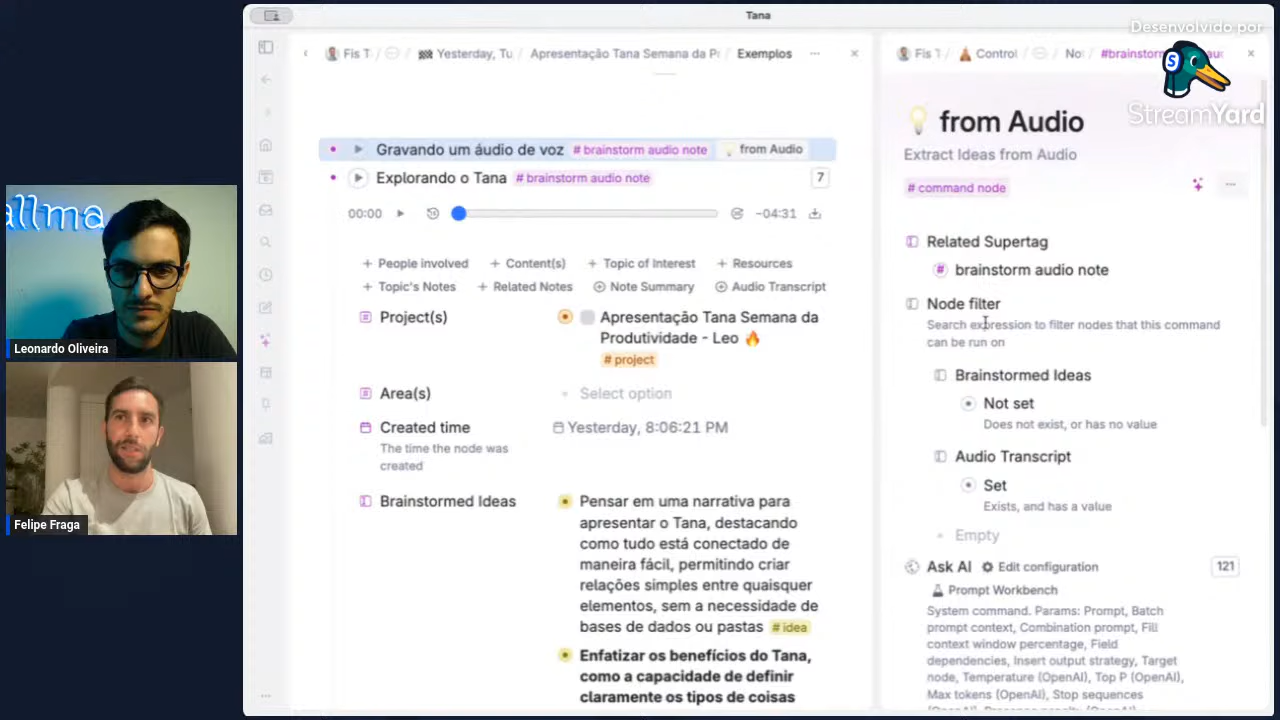 Tana
Desenvolvido por
StreamYard
Yesterday, Tu / Apresentação Tana Semana da Pr / Exemplos
Control / No / #brainstorm
from Audio
Extract Ideas from Audio
# command node
Gravando um áudio de voz # brainstorm audio note from Audio
Explorando o Tana # brainstorm audio note 7
00:00 −04:31
+ People involved + Content(s) + Topic of Interest + Resources
+ Topic's Notes + Related Notes Note Summary Audio Transcript
Project(s) Apresentação Tana Semana da
Produtividade - Leo 🔥
# project
Area(s) Select option
Created time Yesterday, 8:06:21 PM
The time the node was
created
Brainstormed Ideas Pensar em uma narrativa para
apresentar o Tana, destacando
como tudo está conectado de
maneira fácil, permitindo criar
relações simples entre quaisquer
elementos, sem a necessidade de
bases de dados ou pastas # idea
Enfatizar os benefícios do Tana,
como a capacidade de definir
claramente os tipos de coisas
Related Supertag
# brainstorm audio note
Node filter
Search expression to filter nodes that this command
can be run on
Brainstormed Ideas
Not set
Does not exist, or has no value
Audio Transcript
Set
Exists, and has a value
Empty
Ask AI Edit configuration 121
Prompt Workbench
System command. Params: Prompt, Batch
prompt context, Combination prompt, Fill
context window percentage, Field
dependencies, Insert output strategy, Target
node, Temperature (OpenAI), Top P (OpenAI),
Max tokens (OpenAI), Stop sequences
allma
Leonardo Oliveira
Felipe Fraga